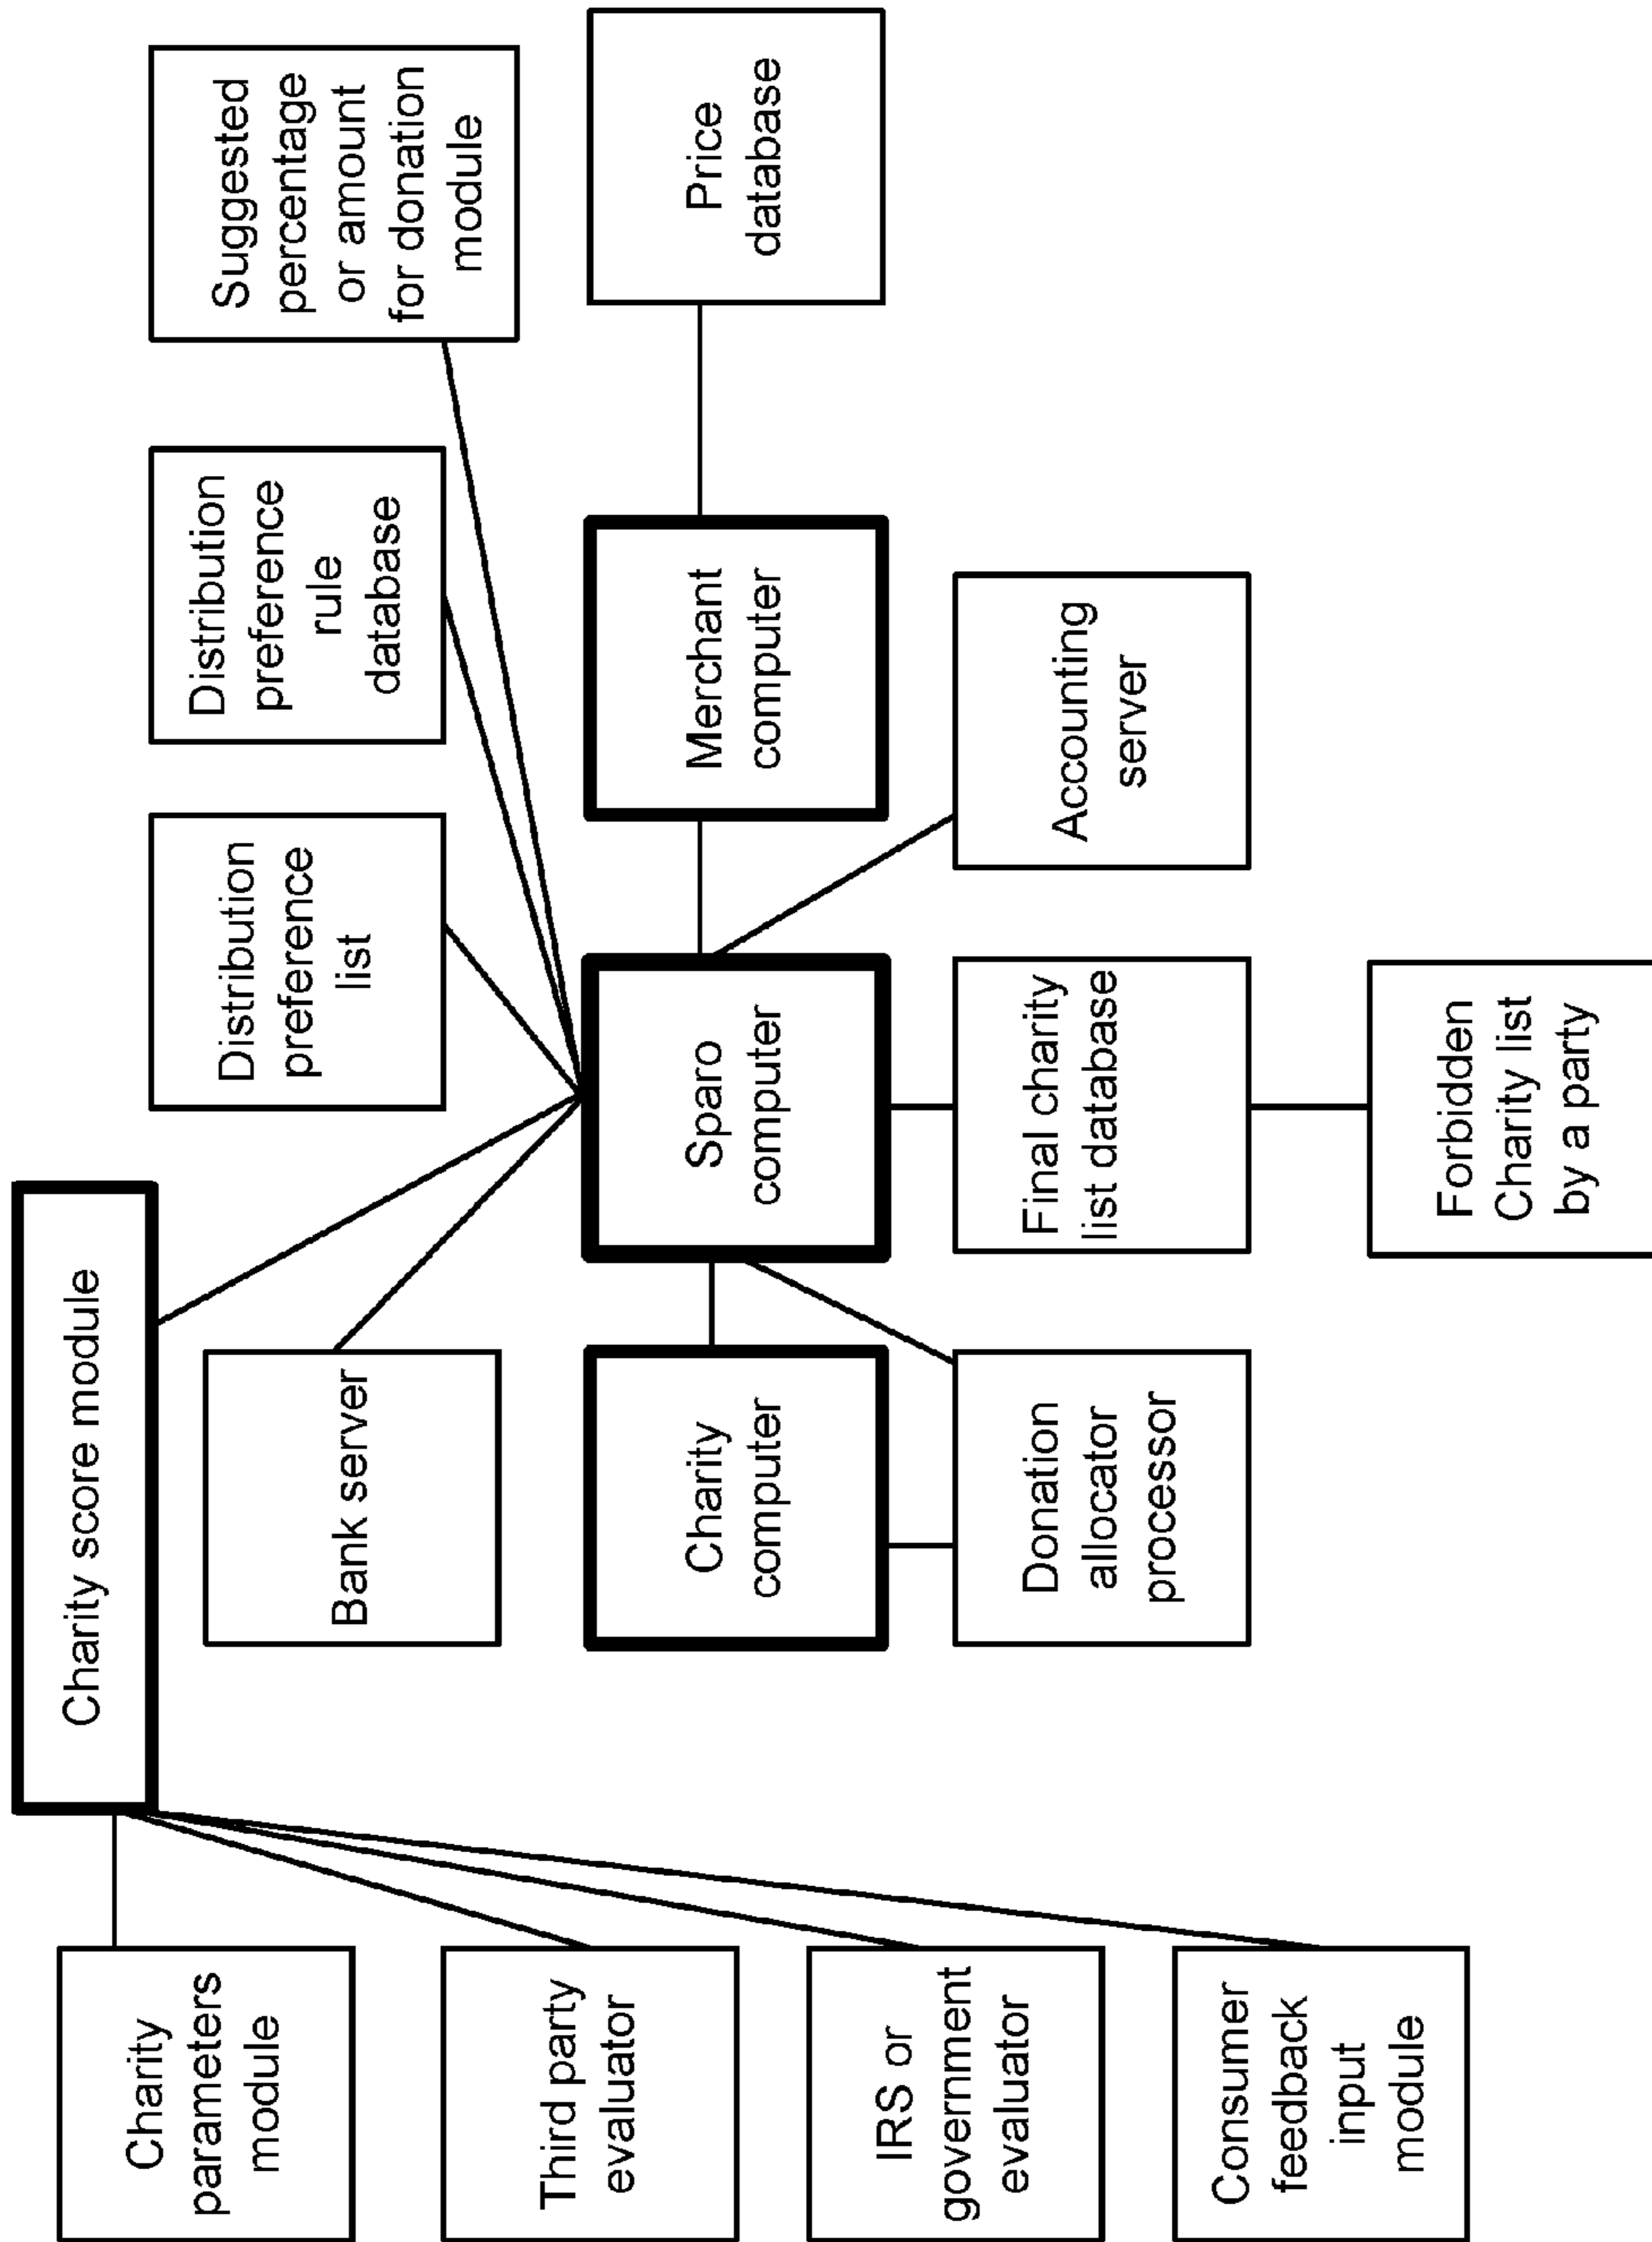 Charity score module
Charity
parameters
module
Third party
evaluator
IRS or
government
evaluator
Consumer
feedback
input
module
Bank server
Distribution
preference
list
Distribution
preference
rule
database
Suggested
percentage
or amount
for donation
module
Charity
computer
Sparo
computer
Merchant
computer
Price
database
Donation
allocator
processor
Final charity
list database
Accounting
server
Forbidden
Charity list
by a party